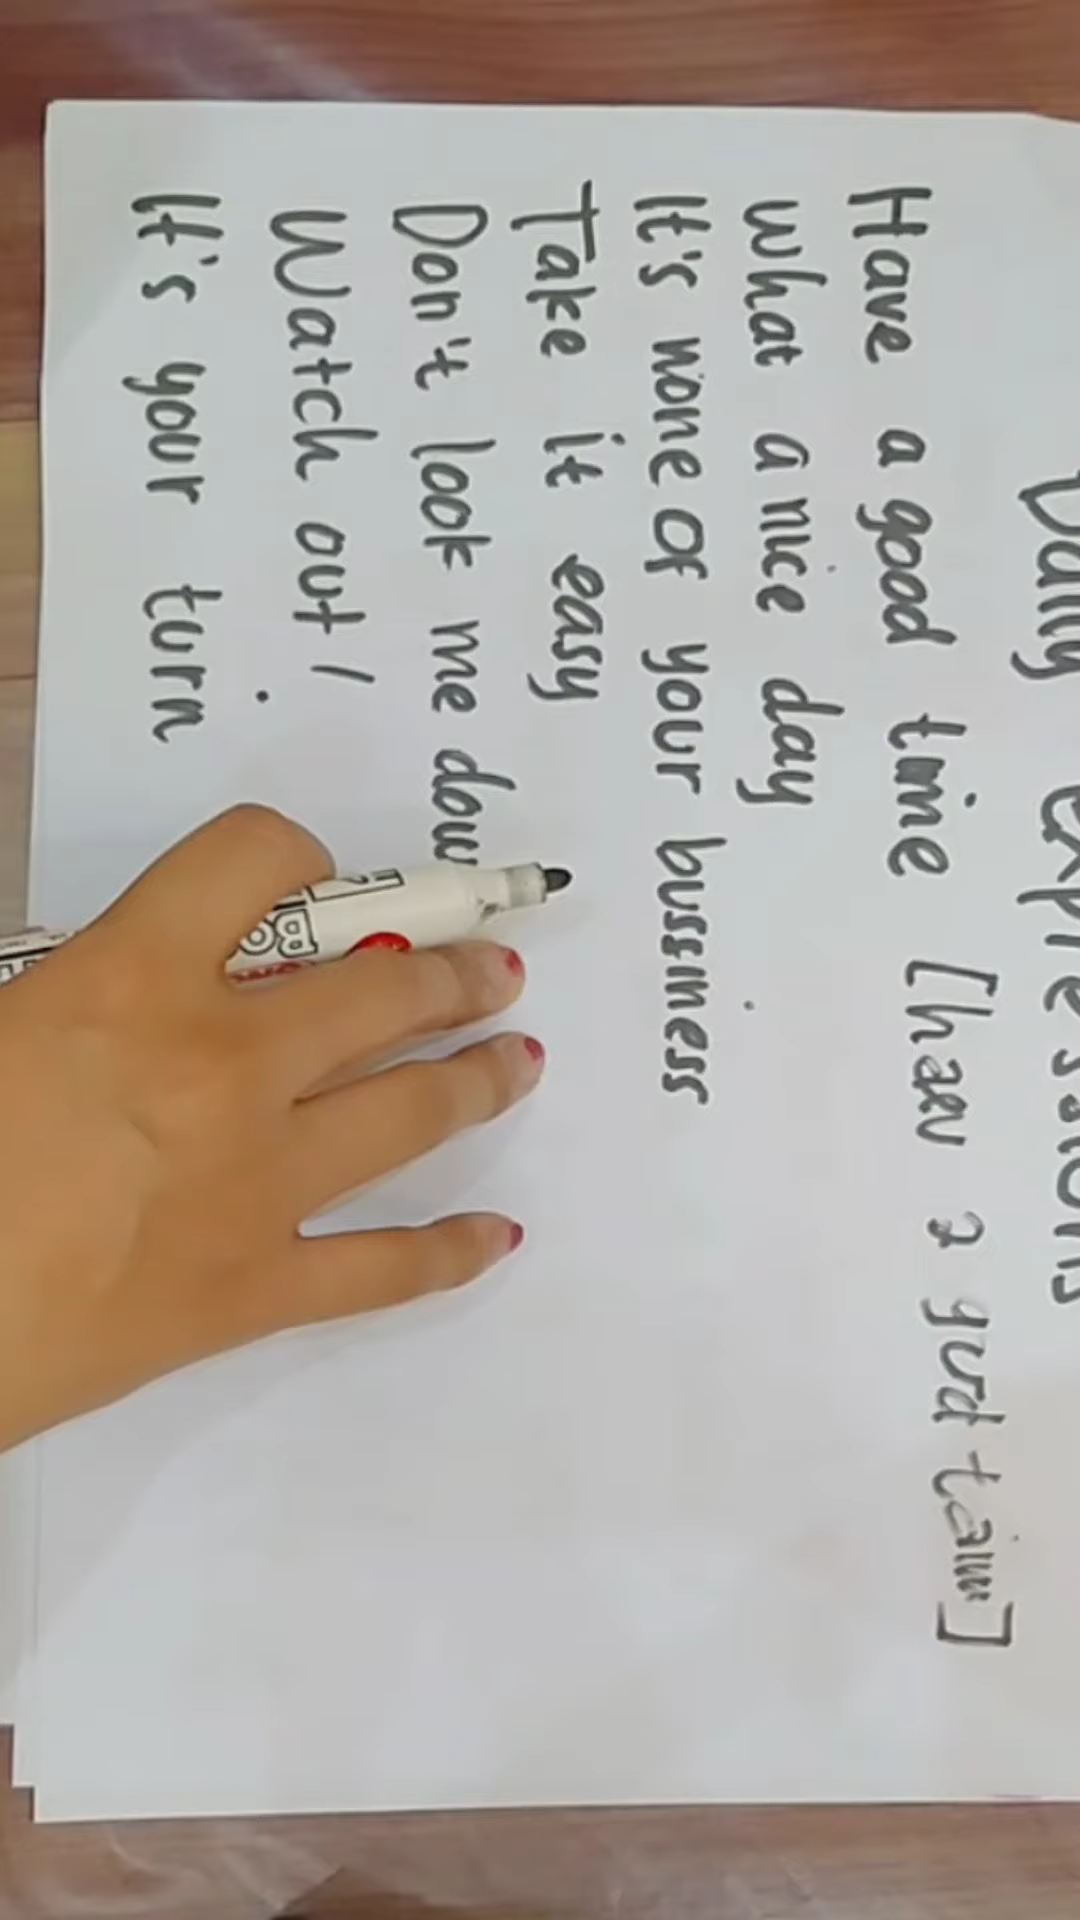 Daily Expressions
Have a good time [hæv ə gʊd taim]
What a nice day
It's none of your bussiness
Take it easy
Don't look me dow
Watch out!
It's your turn